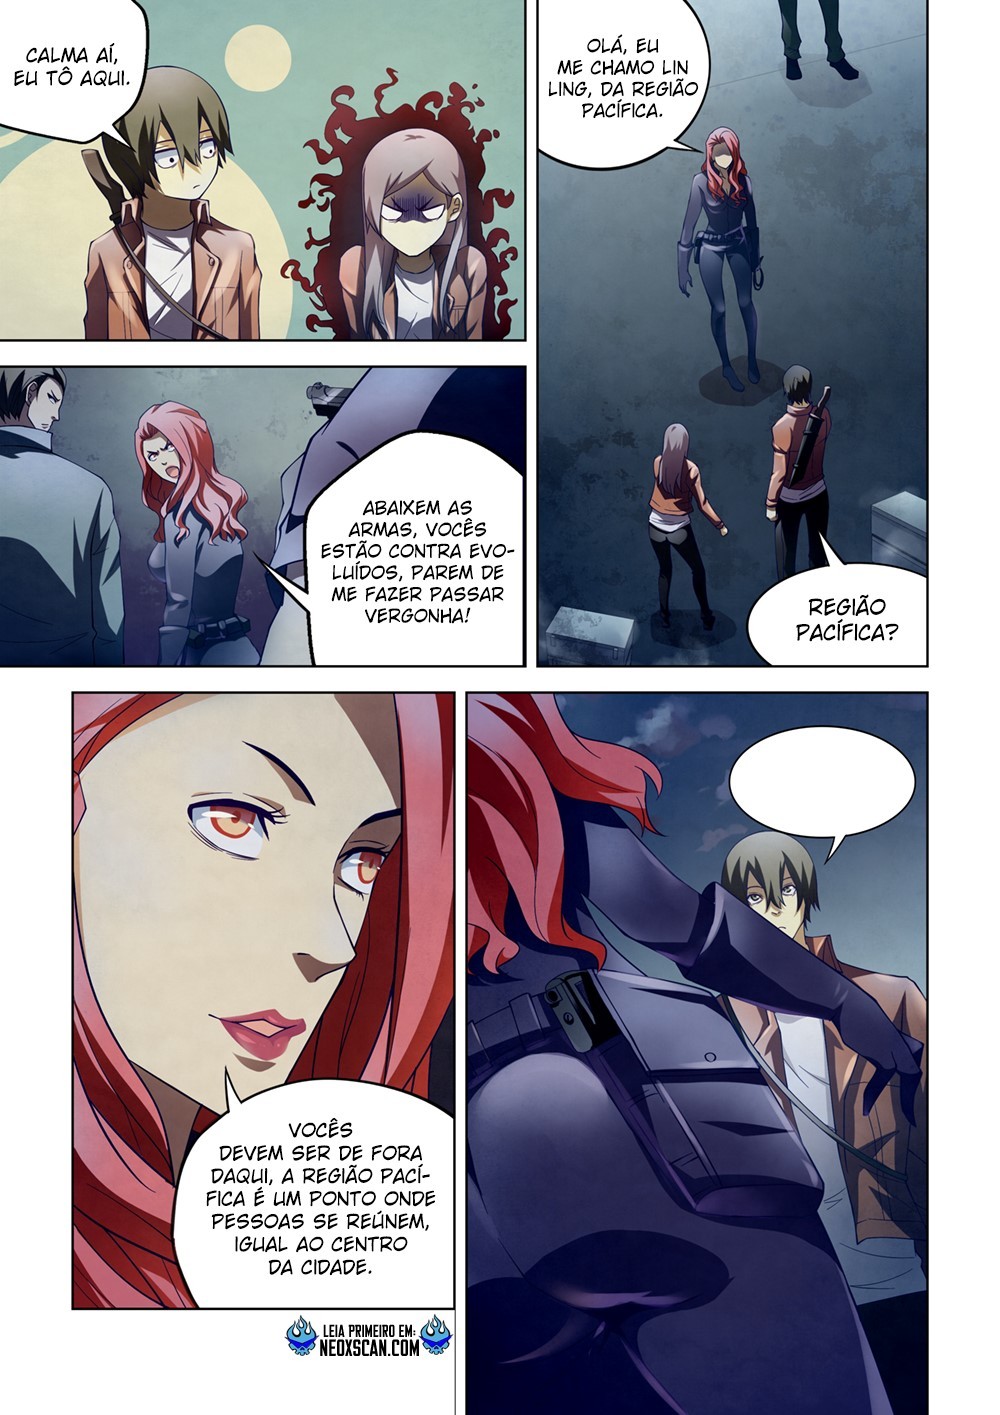 CALMA AÍ,
EU TÔ AQUI.
OLÁ, EU
ME CHAMO LIN
LING, DA REGIÃO
PACÍFICA.
ABAIXEM AS
ARMAS, VOCÊS
ESTÃO CONTRA EVO-
LUÍDOS, PAREM DE
ME FAZER PASSAR
VERGONHA!
REGIÃO
PACÍFICA?
VOCÊS
DEVEM SER DE FORA
DAQUI, A REGIÃO PACÍ-
FICA É UM PONTO ONDE
PESSOAS SE REÚNEM,
IGUAL AO CENTRO
DA CIDADE.
LEIA PRIMEIRO EM:
NEOXSCAN.COM